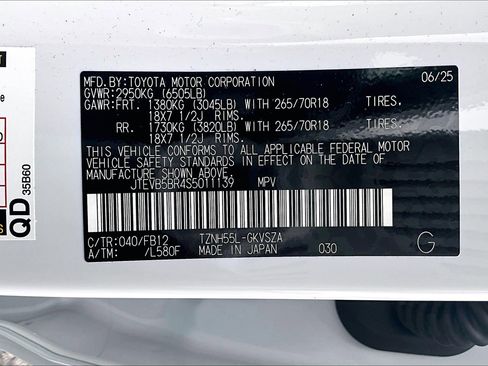 MFD.BY:TOYOTA MOTOR CORPORATION 06/25
GVWR:2950KG (6505LB)
GAWR:FRT. 1380KG (3045LB) WITH 265/70R18 TIRES.
18X7 1/2J RIMS.
RR. 1730KG (3820LB) WITH 265/70R18 TIRES.
18X7 1/2J RIMS.
THIS VEHICLE CONFORMS TO ALL APPLICABLE FEDERAL MOTOR
VEHICLE SAFETY STANDARDS IN EFFECT ON THE DATE OF
MANUFACTURE SHOWN ABOVE.
JTEVB5BR4S5011139 MPV
C/TR:040/FB12 TZNH55L-GKVSZA
A/TM: /L580F MADE IN JAPAN 030 G
QD
35B60